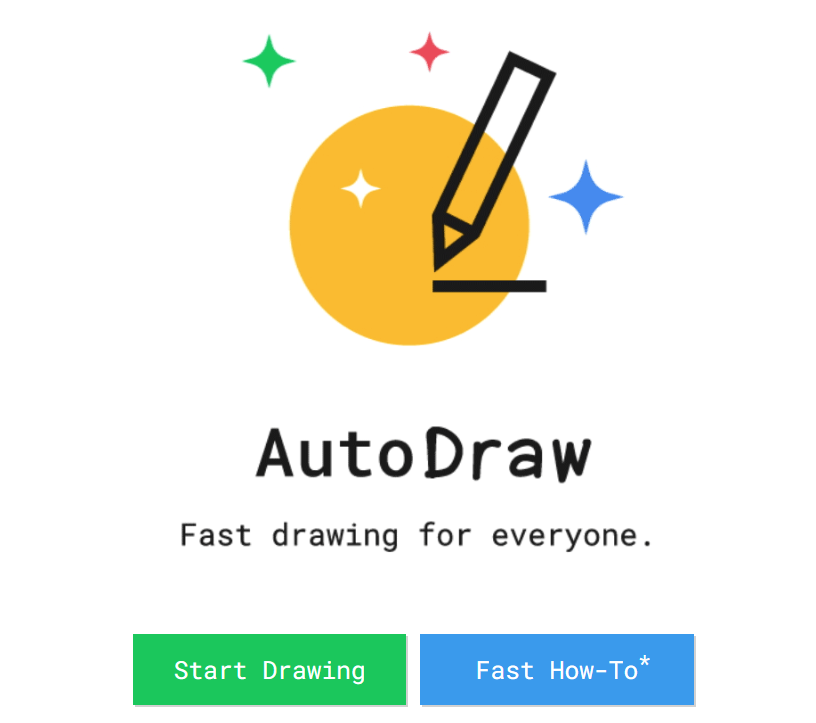 AutoDraw
Fast drawing for everyone.
Start Drawing
Fast How-To*